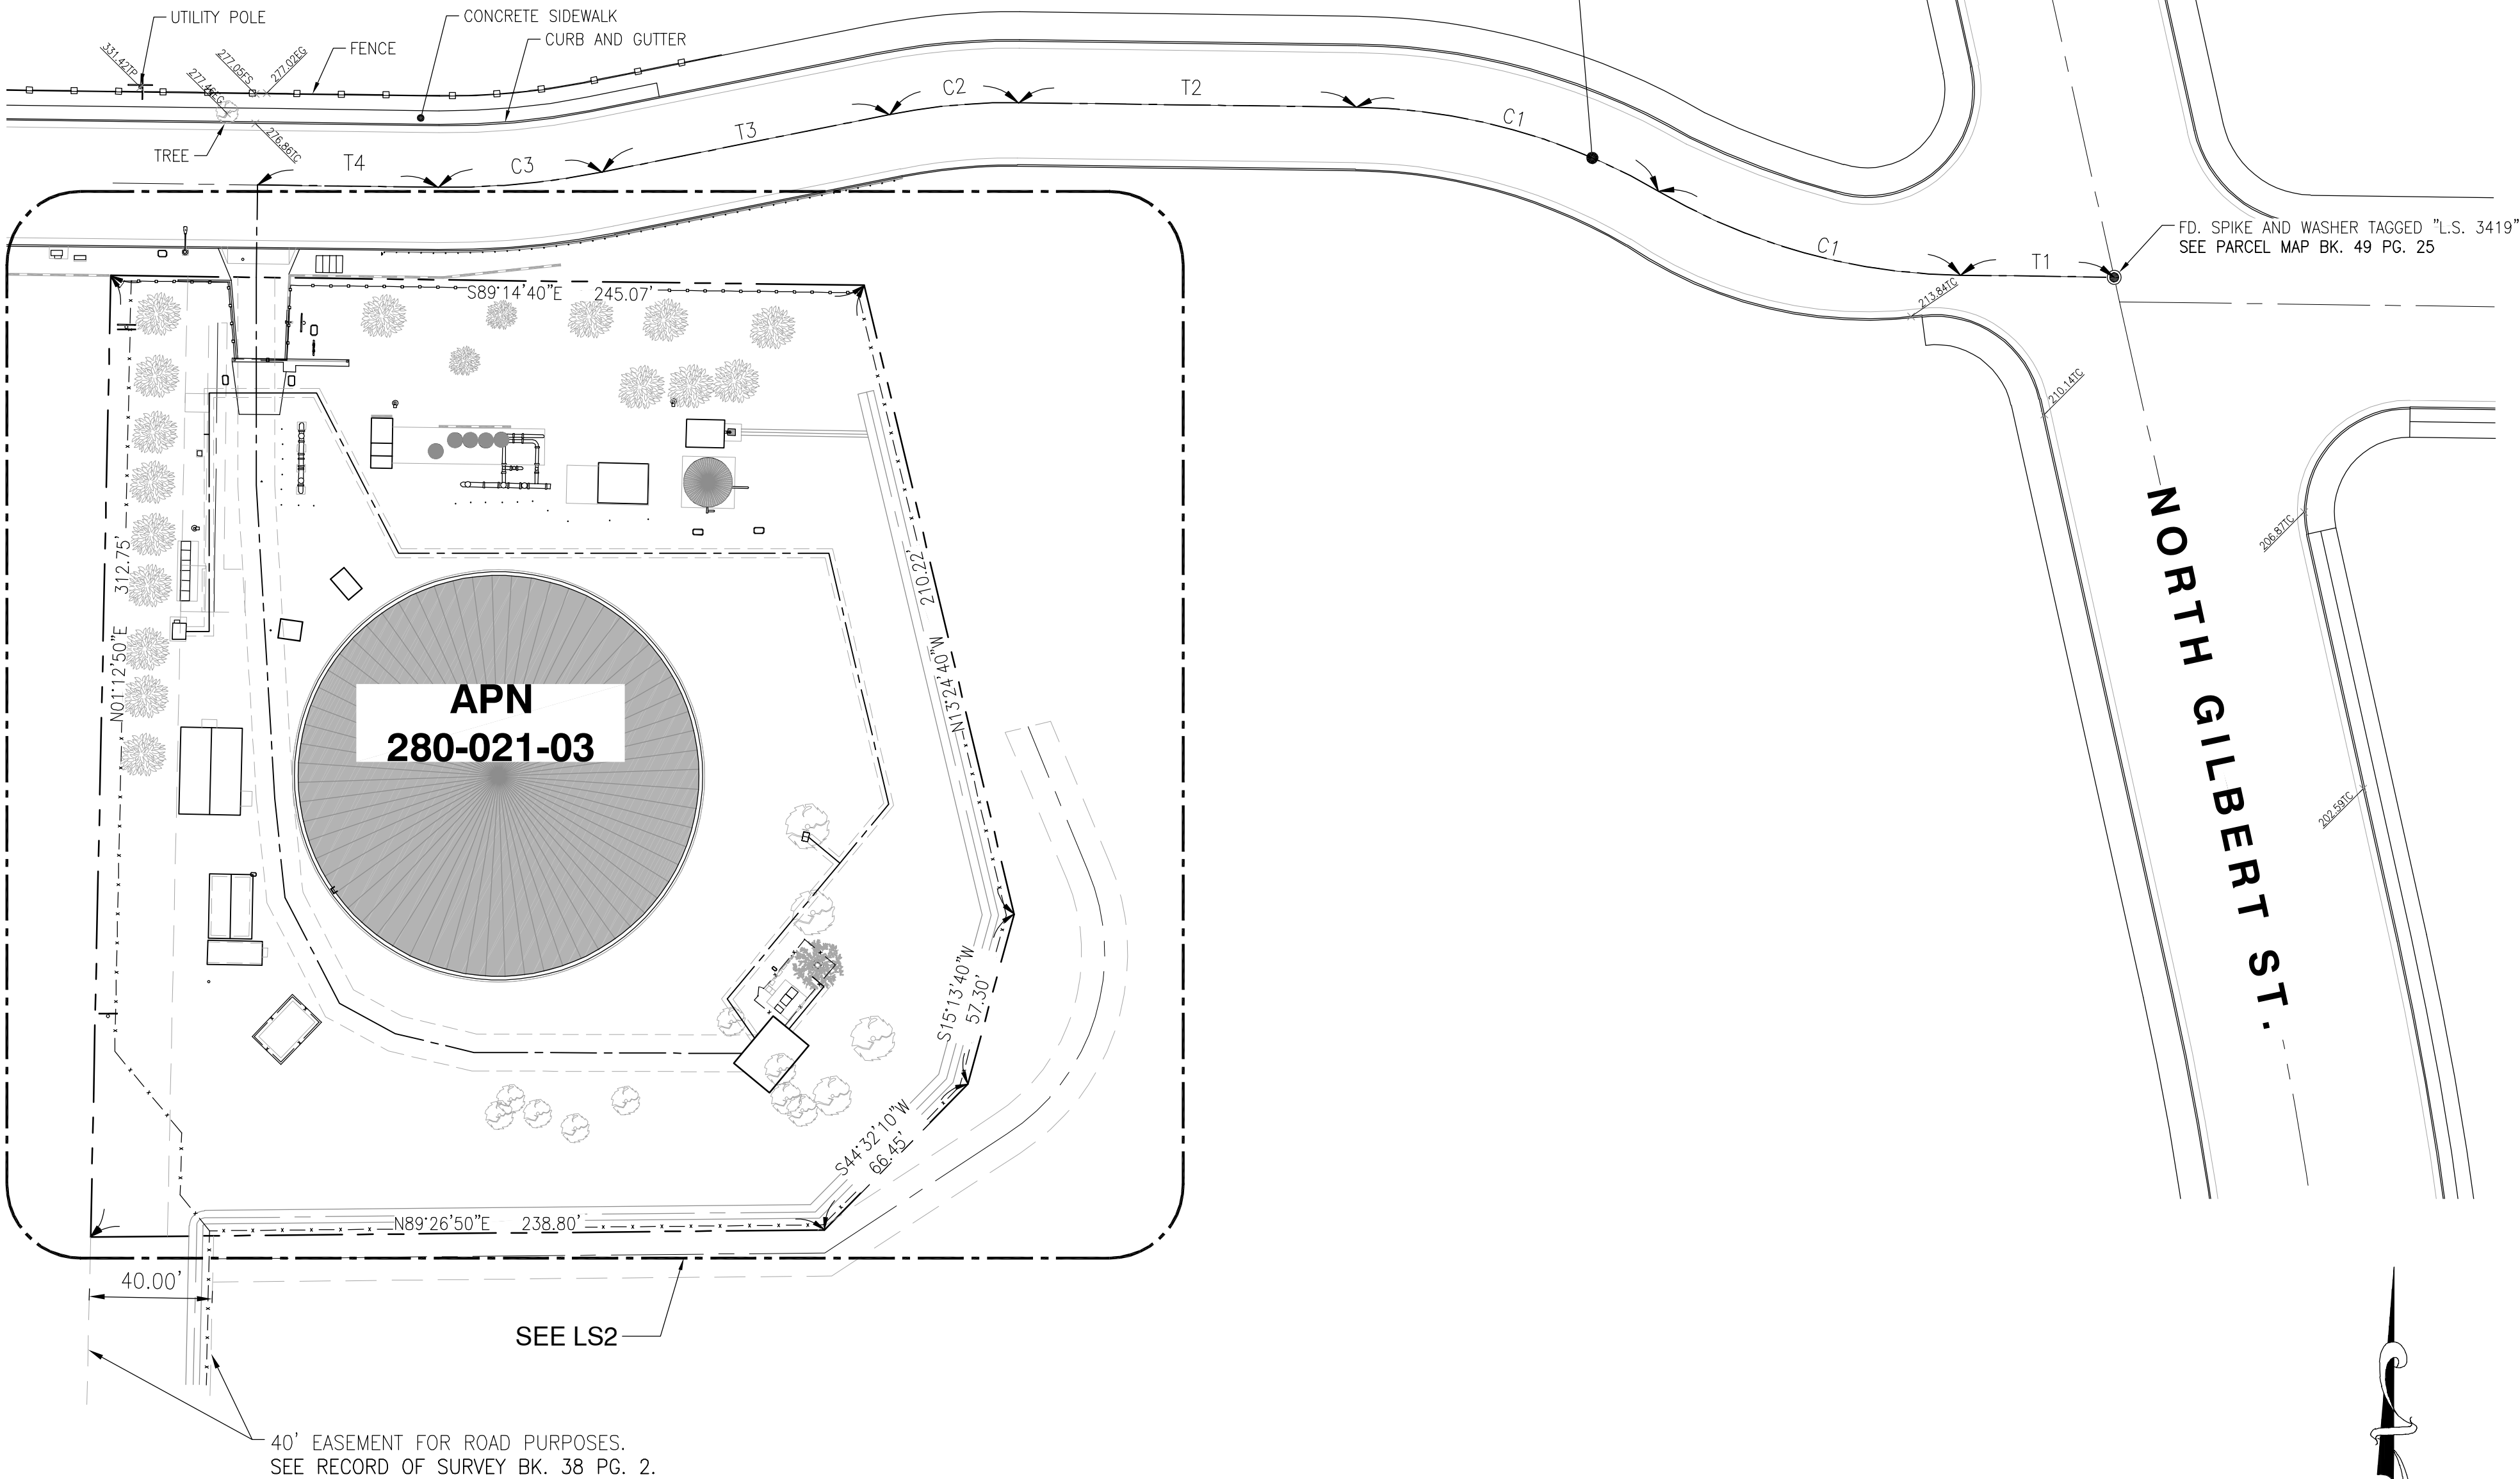 UTILITY POLE
CONCRETE SIDEWALK
CURB AND GUTTER
FENCE
331.42TP
277.05FS
277.02EG
277.46EG
276.86TC
TREE
T4
C3
T3
C2
T2
C1
C1
T1
FD. SPIKE AND WASHER TAGGED "L.S. 3419"
SEE PARCEL MAP BK. 49 PG. 25
213.84TC
210.14TC
206.87TC
202.59TC
NORTH GILBERT ST.
S89°14'40"E 245.07'
N01°12'50"E 312.75'
N13°24'40"W 210.22'
APN
280-021-03
S15°13'40"W
57.30'
S44°32'10"W
66.45'
N89°26'50"E 238.80'
40.00'
SEE LS2
40' EASEMENT FOR ROAD PURPOSES.
SEE RECORD OF SURVEY BK. 38 PG. 2.